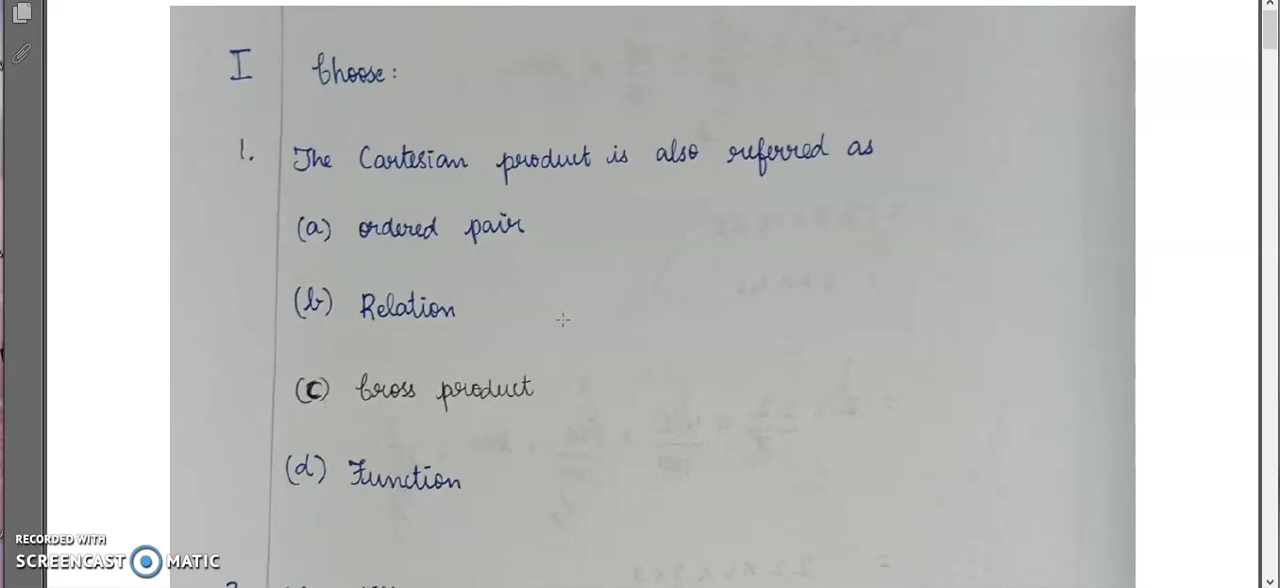 I Choose:
1. The Cartesian product is also referred as
(a) ordered pair
(b) Relation
(c) Cross product
(d) Function
RECORDED WITH
SCREENCAST MATIC